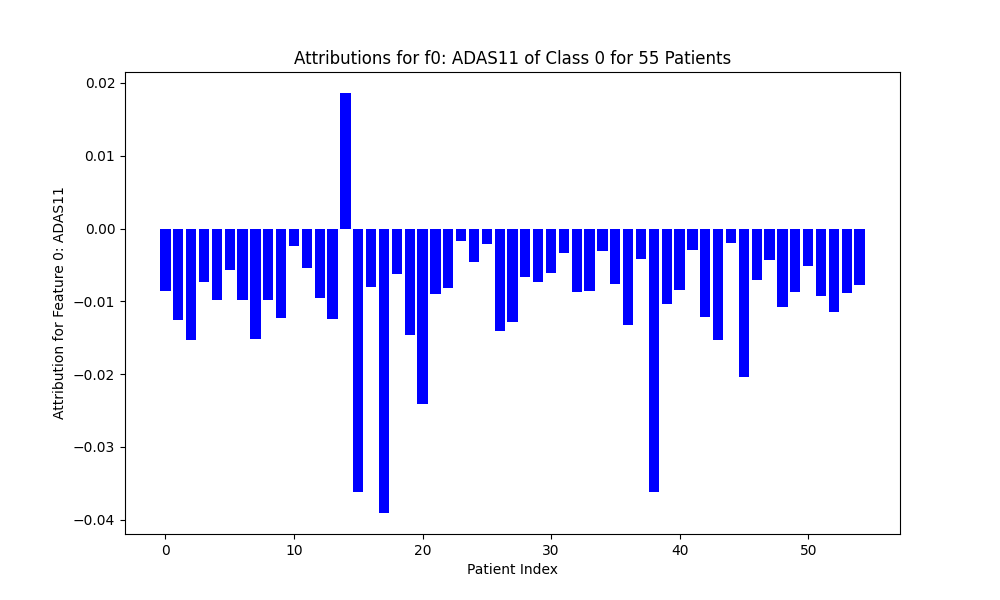 Attributions for f0: ADAS11 of Class 0 for 55 Patients
Attribution for Feature 0: ADAS11
0.02
0.01
0.00
−0.01
−0.02
−0.03
−0.04
0 10 20 30 40 50
Patient Index